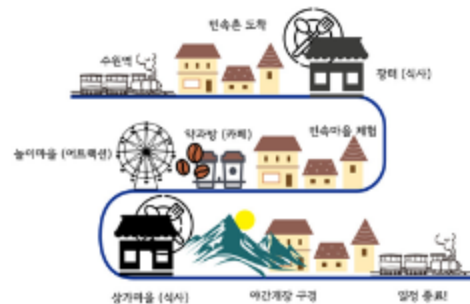 수원역
민속촌 도착
장터 (식사)
놀이마을 (어트랙션)
약과방 (카페)
민속마을 체험
상가마을 (식사)
야간개장 구경
일정 종료!